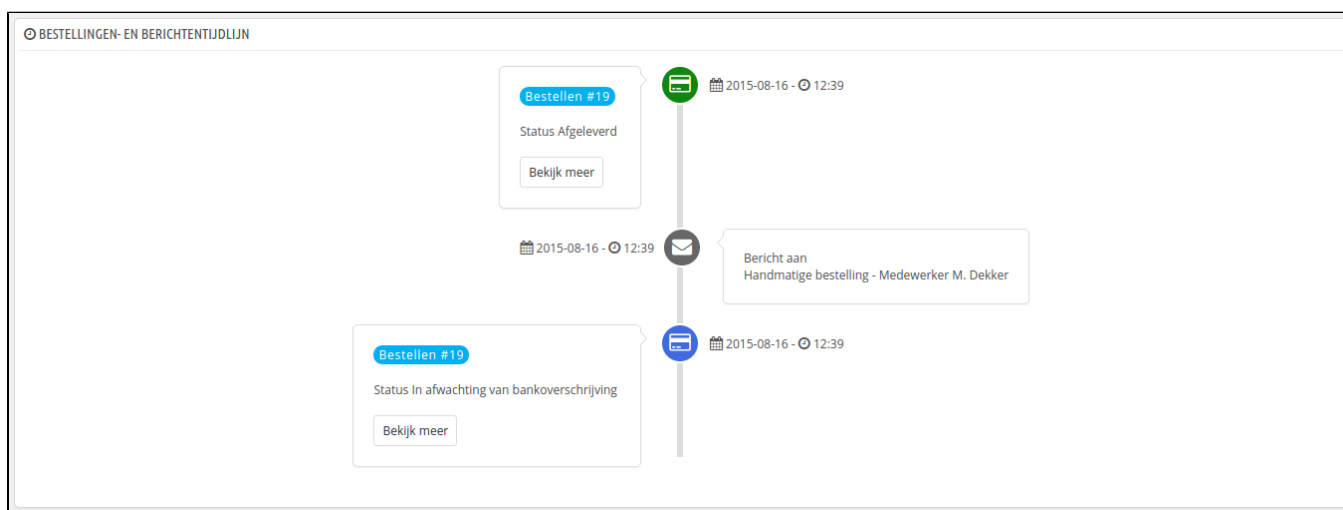 BESTELLINGEN- EN BERICHTENTIJDLIJN
Bestellen #19
Status Afgeleverd
Bekijk meer
2015-08-16 - 12:39
2015-08-16 - 12:39
Bericht aan
Handmatige bestelling - Medewerker M. Dekker
Bestellen #19
Status In afwachting van bankoverschrijving
Bekijk meer
2015-08-16 - 12:39